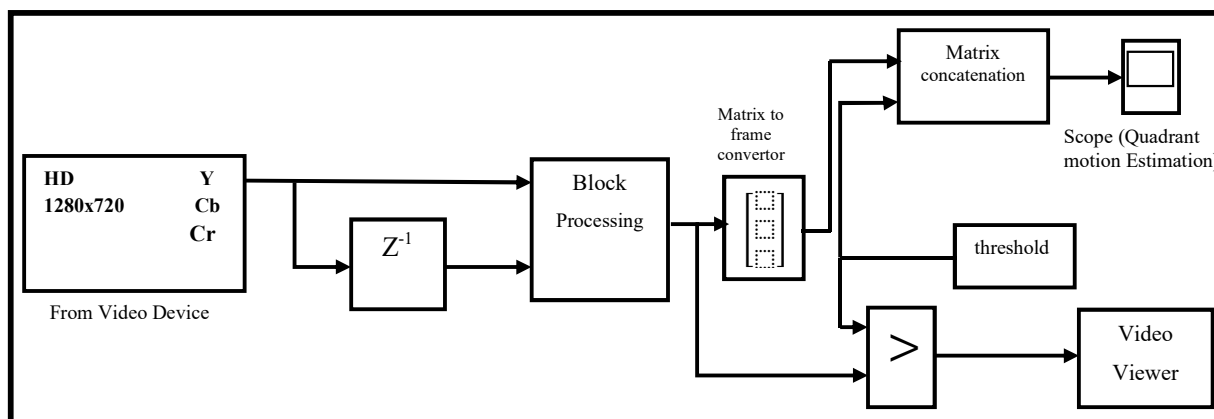 HD Y
1280x720 Cb
Cr
From Video Device
Z-1
Block
Processing
Matrix to
frame
convertor
Matrix
concatenation
Scope (Quadrant
motion Estimation)
threshold
>
Video
Viewer